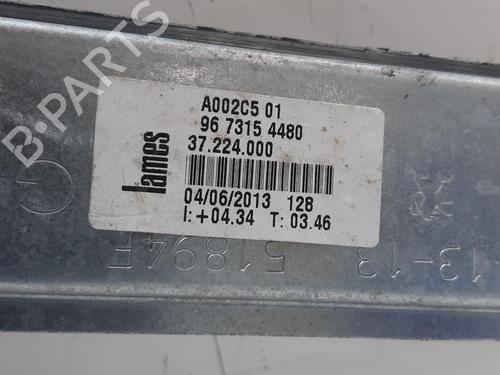 B-PARTS
A002C5 01
96 7315 4480
37.224.000
lames
04/06/2013 128
I:+04.34 T: 03.46
13-13
51894F